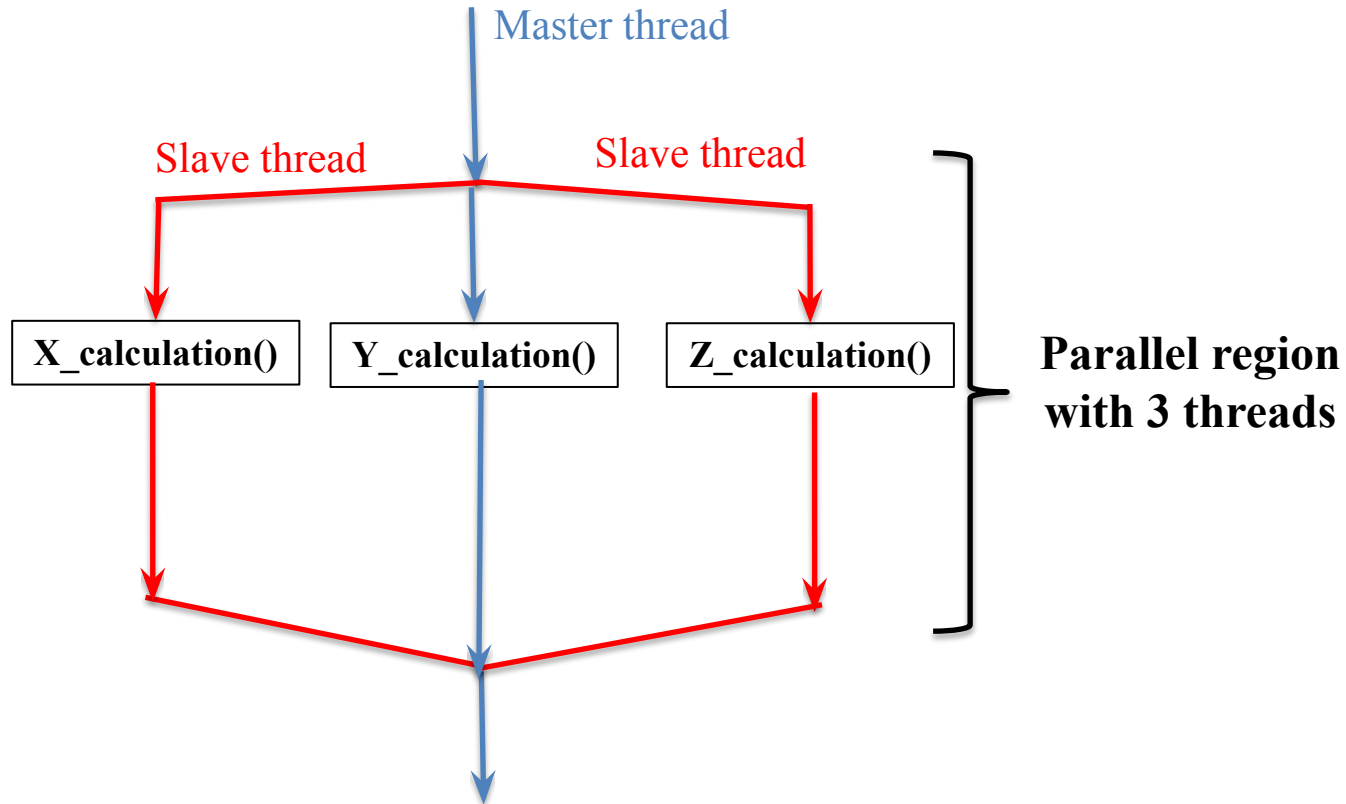 Master thread
Slave thread
Slave thread
X_calculation()
Y_calculation()
Z_calculation()
Parallel region
with 3 threads